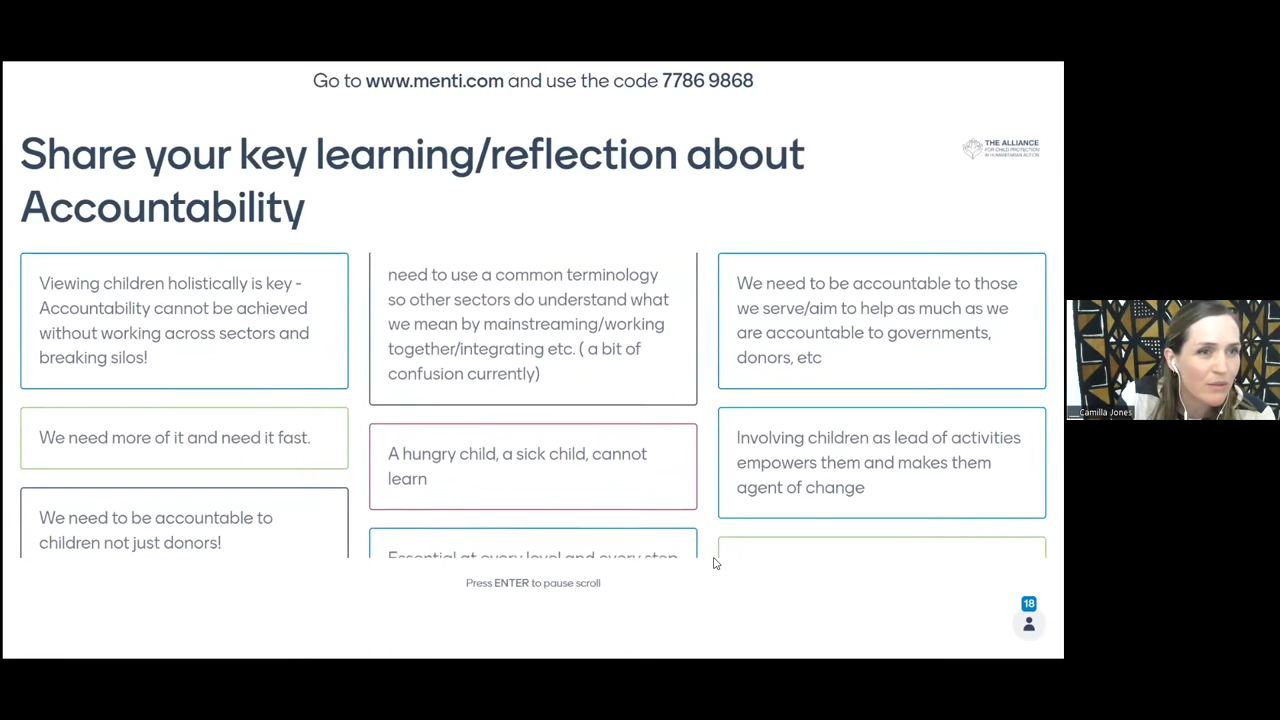 Go to www.menti.com and use the code 7786 9868
Share your key learning/reflection about
Accountability
THE ALLIANCE
FOR CHILD PROTECTION
IN HUMANITARIAN ACTION
Viewing children holistically is key -
Accountability cannot be achieved
without working across sectors and
breaking silos!
We need more of it and need it fast.
We need to be accountable to
children not just donors!
need to use a common terminology
so other sectors do understand what
we mean by mainstreaming/working
together/integrating etc. ( a bit of
confusion currently)
A hungry child, a sick child, cannot
learn
Essential at every level and every step
We need to be accountable to those
we serve/aim to help as much as we
are accountable to governments,
donors, etc
Involving children as lead of activities
empowers them and makes them
agent of change
Press ENTER to pause scroll
18
Camilla Jones